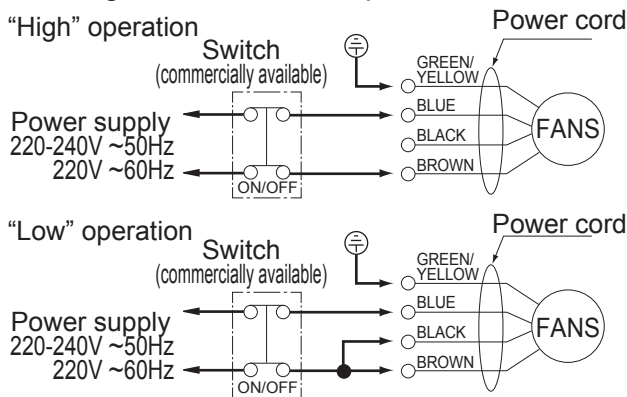 “High” operation
Power cord
Switch
(commercially available)
GREEN/
YELLOW
BLUE
Power supply
220-240V ~50Hz
220V ~60Hz
BLACK
FANS
BROWN
ON/OFF
“Low” operation
Power cord
Switch
(commercially available)
GREEN/
YELLOW
BLUE
Power supply
220-240V ~50Hz
220V ~60Hz
BLACK
FANS
BROWN
ON/OFF